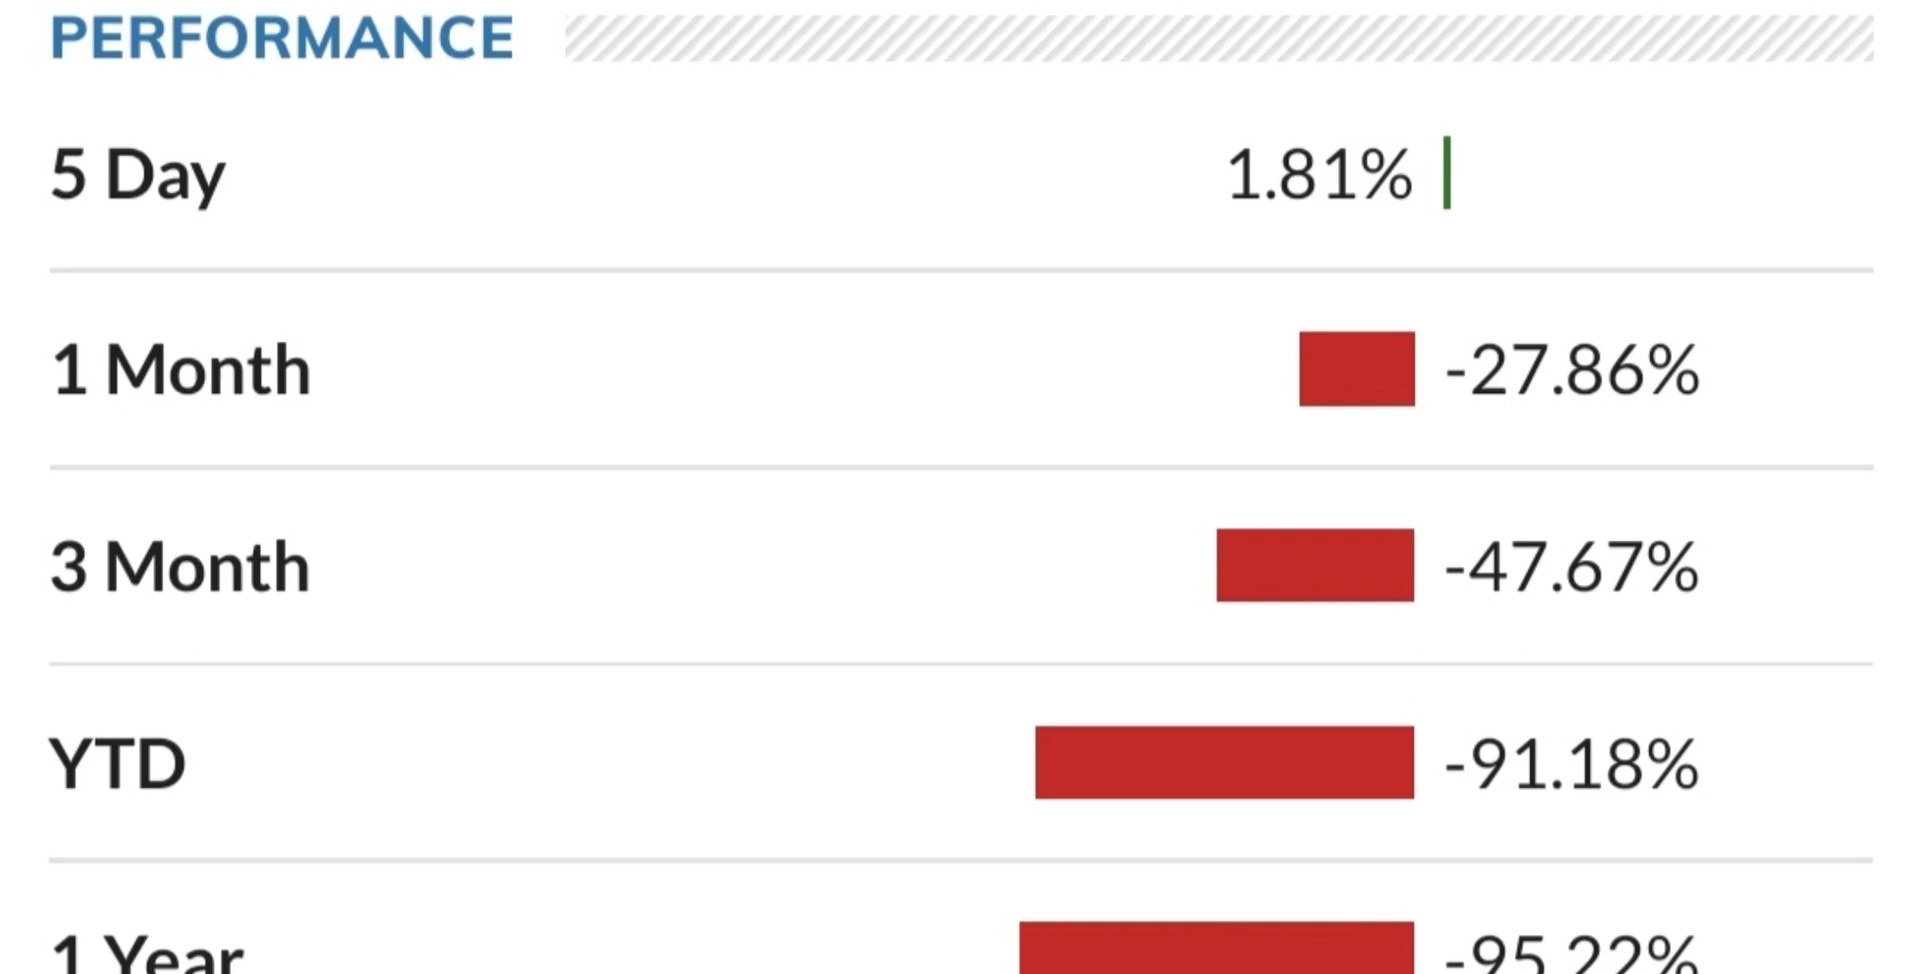 PERFORMANCE
5 Day 1.81%
1 Month -27.86%
3 Month -47.67%
YTD -91.18%
1 Year -95.22%